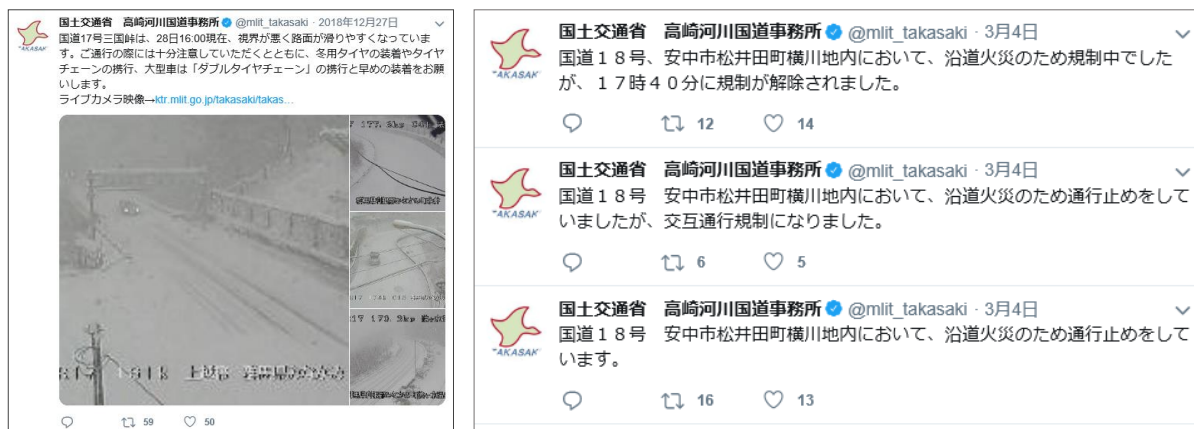 国土交通省 高崎河川国道事務所 @mlit_takasaki · 2018年12月27日
国道17号三国峠は、28日16:00現在、視界が悪く路面が滑りやすくなっていま
す。ご通行の際には十分注意していただくとともに、冬用タイヤの装着やタイヤ
チェーンの携行、大型車は「ダブルタイヤチェーン」の携行と早めの装着をお願
いします。
ライブカメラ映像→ktr.mlit.go.jp/takasaki/takas…
59 50
国土交通省 高崎河川国道事務所 @mlit_takasaki · 3月4日
国道１８号、安中市松井田町横川地内において、沿道火災のため規制中でした
が、１７時４０分に規制が解除されました。
12 14
国土交通省 高崎河川国道事務所 @mlit_takasaki · 3月4日
国道１８号 安中市松井田町横川地内において、沿道火災のため通行止めをして
いましたが、交互通行規制になりました。
6 5
国土交通省 高崎河川国道事務所 @mlit_takasaki · 3月4日
国道１８号 安中市松井田町横川地内において、沿道火災のため通行止めをして
います。
16 13